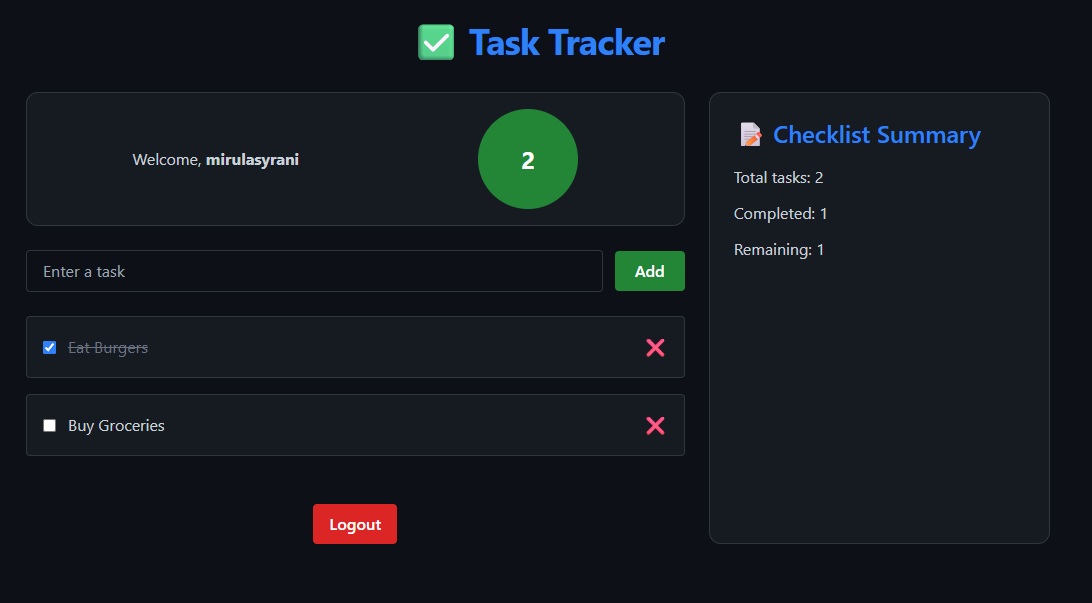 Task Tracker
Welcome, mirulasyrani
2
Enter a task
Add
Eat Burgers
Buy Groceries
Logout
Checklist Summary
Total tasks: 2
Completed: 1
Remaining: 1